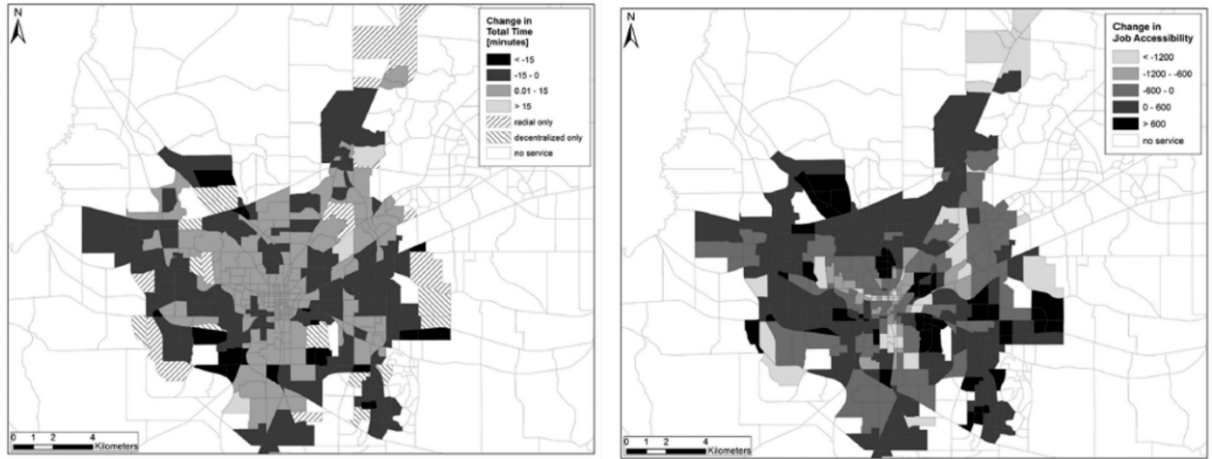 N
Change in
Total Time
[minutes]
< -15
-15 - 0
0.01 - 15
> 15
radial only
decentralized only
no service
0 1 2 4
Kilometers
N
Change in
Job Accessibility
< -1200
-1200 - -600
-600 - 0
0 - 600
> 600
no service
0 1 2 4
Kilometers